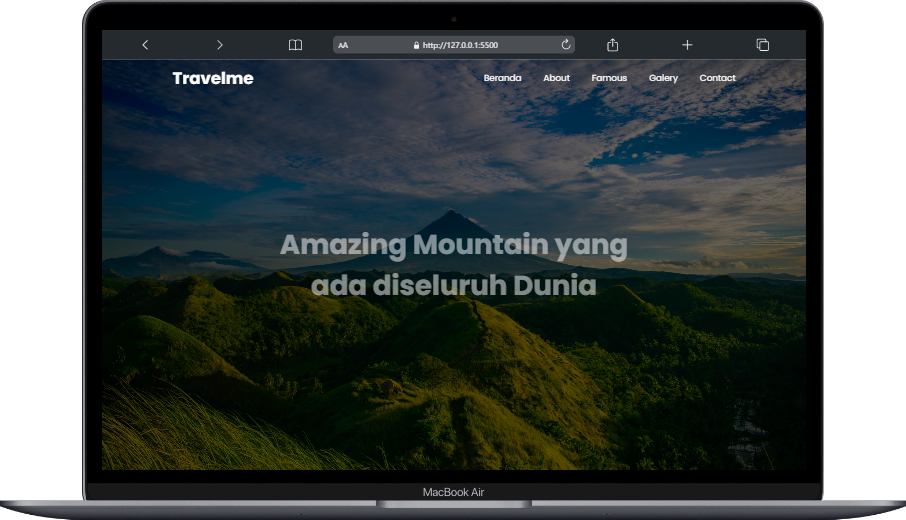 AA
http://127.0.0.1:5500
Travelme
Beranda About Famous Galery Contact
Amazing Mountain yang
ada diseluruh Dunia
MacBook Air